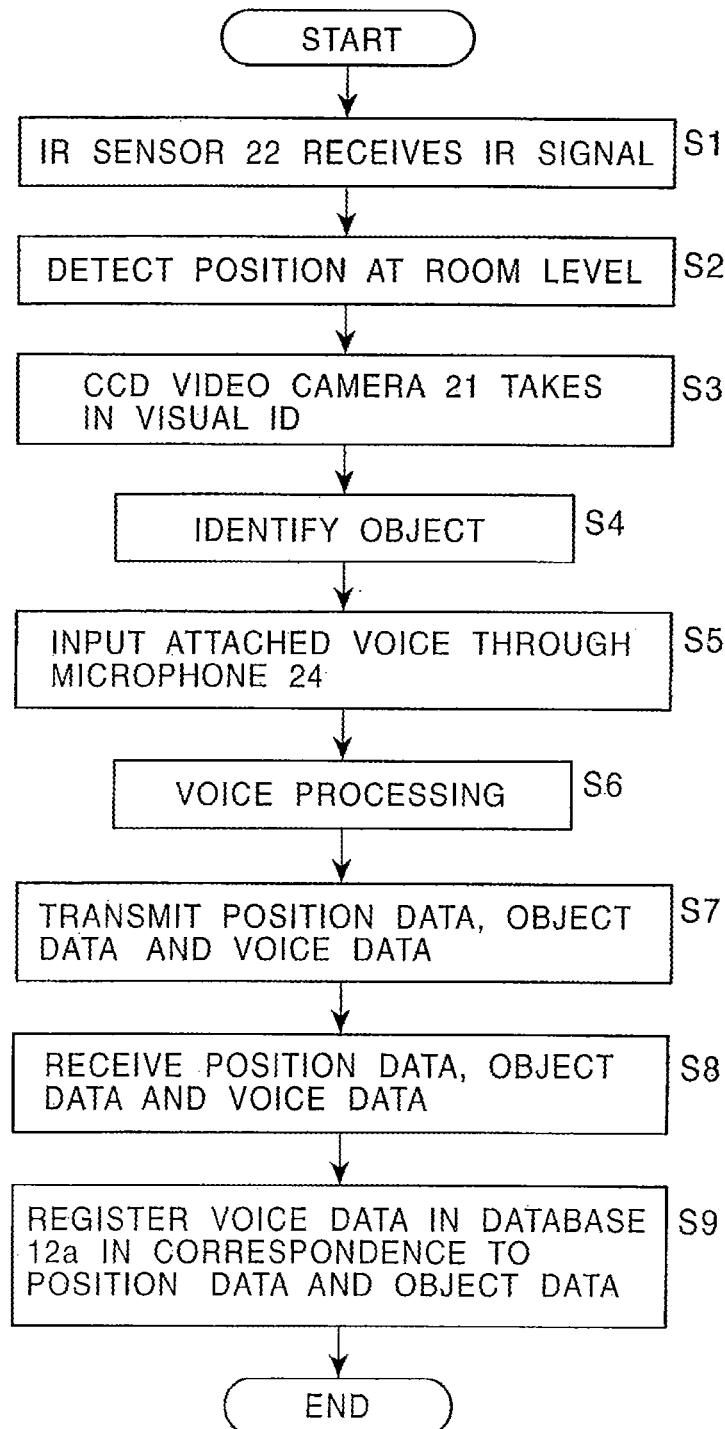 START
IR SENSOR 22 RECEIVES IR SIGNAL S1
DETECT POSITION AT ROOM LEVEL S2
CCD VIDEO CAMERA 21 TAKES S3
IN VISUAL ID
IDENTIFY OBJECT S4
INPUT ATTACHED VOICE THROUGH S5
MICROPHONE 24
VOICE PROCESSING S6
TRANSMIT POSITION DATA, OBJECT S7
DATA AND VOICE DATA
RECEIVE POSITION DATA, OBJECT S8
DATA AND VOICE DATA
REGISTER VOICE DATA IN DATABASE S9
12a IN CORRESPONDENCE TO
POSITION DATA AND OBJECT DATA
END